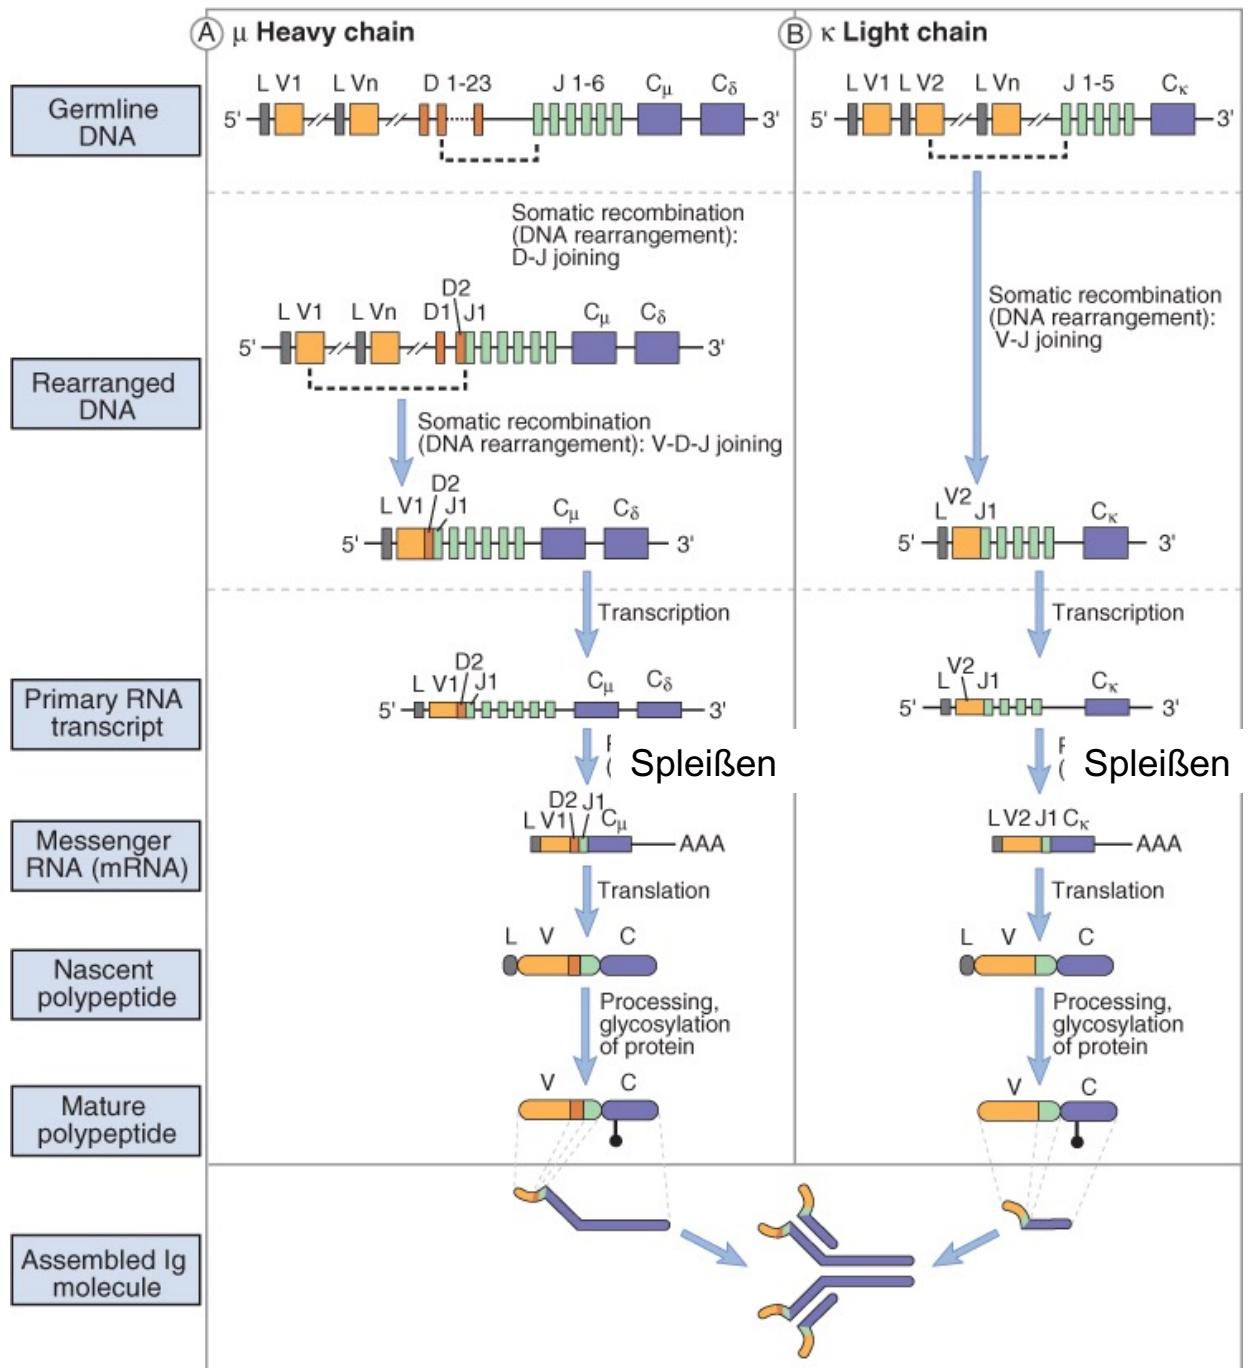 A μ Heavy chain
B κ Light chain
Germline
DNA
L V1 L Vn D D 1-23 J 1-6 Cμ Cδ
5' 3'
L V1 L V2 L Vn J 1-5 Cκ
5' 3'
Somatic recombination
(DNA rearrangement):
D-J joining
Somatic recombination
(DNA rearrangement):
V-J joining
Rearranged
DNA
D2
L V1 L Vn D1 J1 Cμ Cδ
5' 3'
Somatic recombination
(DNA rearrangement): V-D-J joining
D2
L V1 J1 Cμ Cδ
5' 3'
V2
L J1 Cκ
5' 3'
Transcription
Transcription
Primary RNA
transcript
D2
L V1 J1 Cμ Cδ
5' 3'
V2
L J1 Cκ
5' 3'
Spleißen
Spleißen
Messenger
RNA (mRNA)
D2 J1
L V1 Cμ
AAA
L V2 J1 Cκ
AAA
Translation
Translation
Nascent
polypeptide
L V C
L V C
Processing,
glycosylation
of protein
Processing,
glycosylation
of protein
Mature
polypeptide
V C
V C
Assembled Ig
molecule